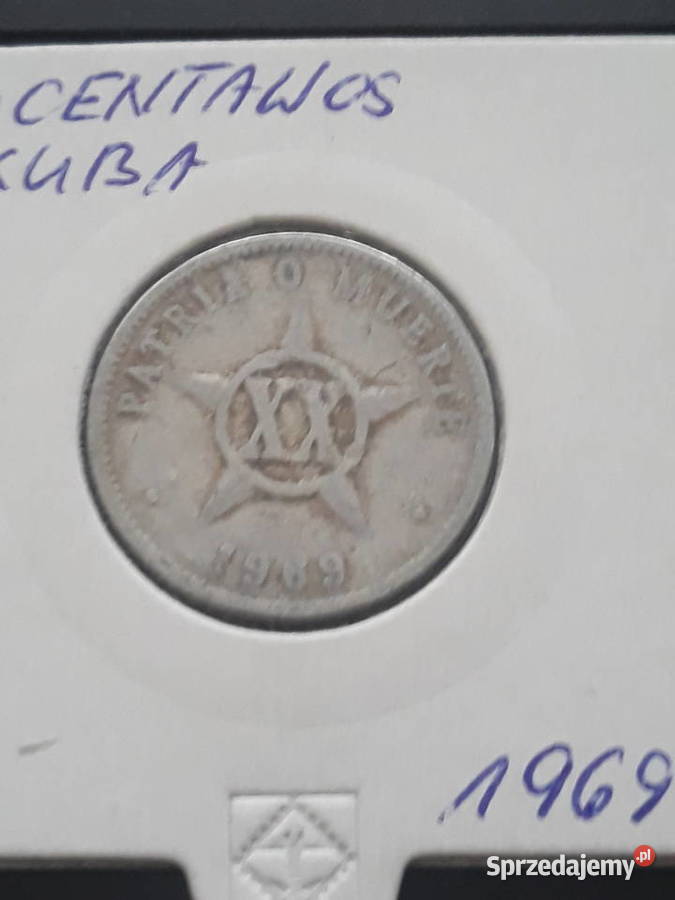 CENTAWOS
KUBA
PATRIA O MUERTE
XX
1969
1969
Sprzedajemy.pl